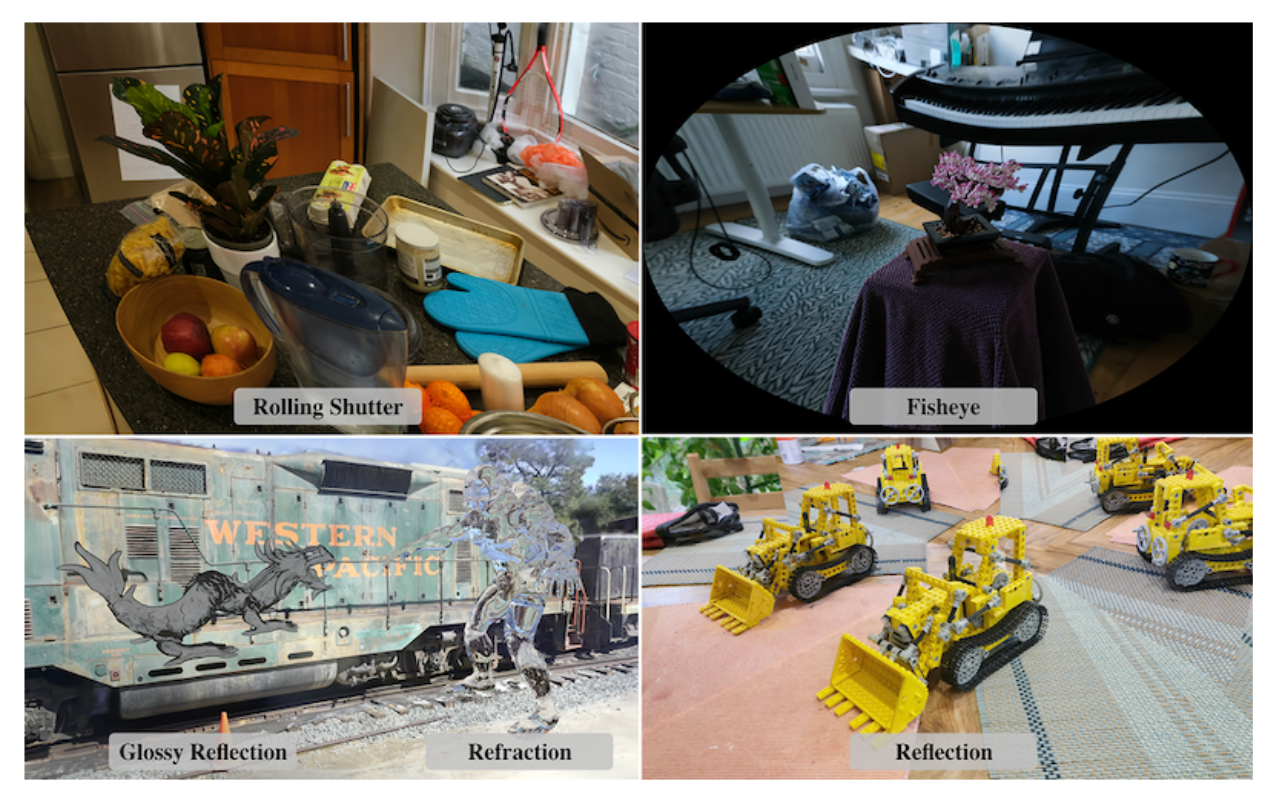 Rolling Shutter
Fisheye
WESTERN
PACIFIC
Glossy Reflection
Refraction
Reflection